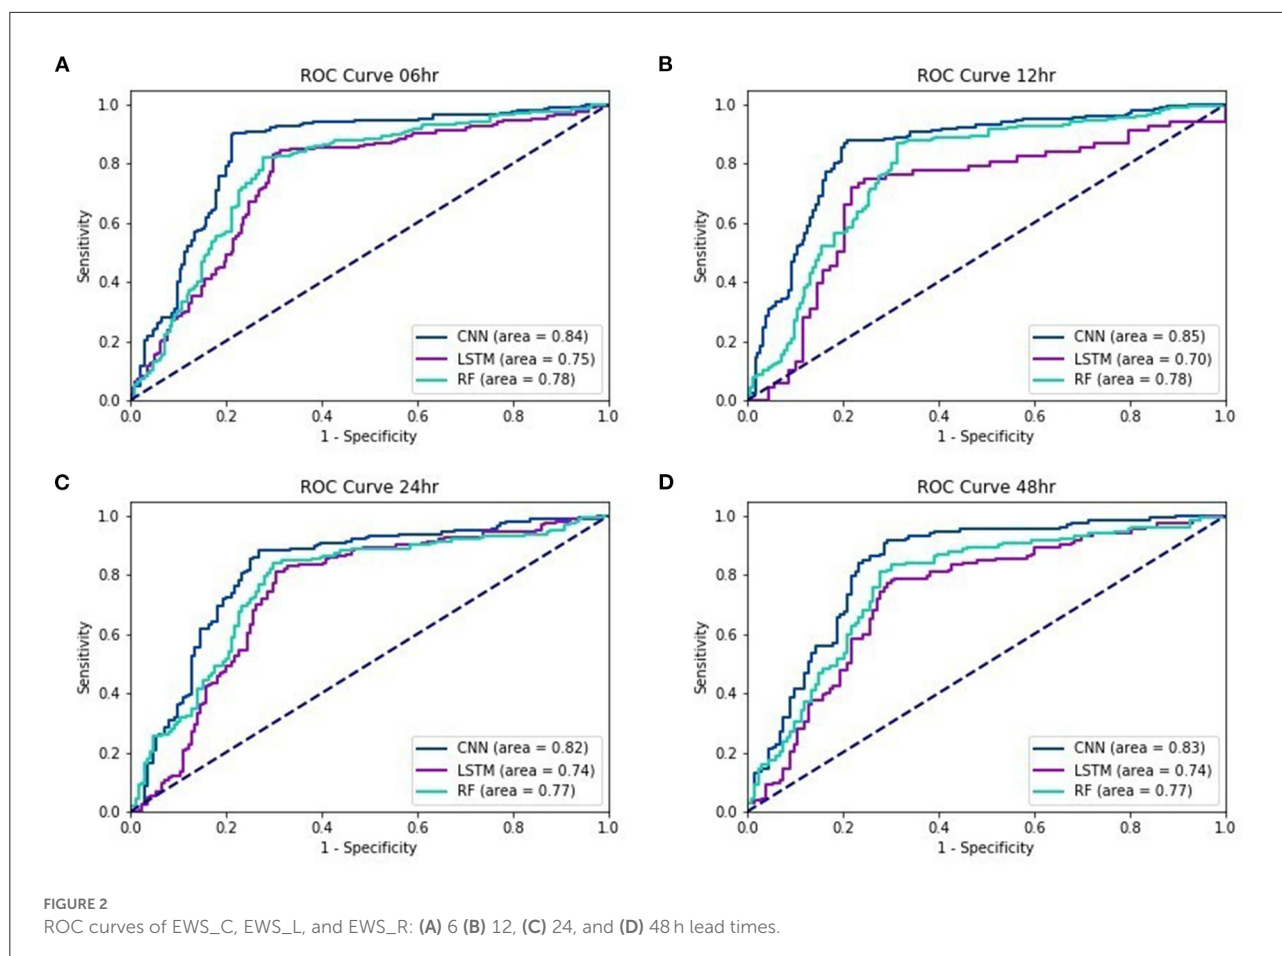 A
ROC Curve 06hr
1.0
0.8
0.6
0.4
0.2
0.0
Sensitivity
CNN (area = 0.84)
LSTM (area = 0.75)
RF (area = 0.78)
0.0 0.2 0.4 0.6 0.8 1.0
1 - Specificity
B
ROC Curve 12hr
1.0
0.8
0.6
0.4
0.2
0.0
Sensitivity
CNN (area = 0.85)
LSTM (area = 0.70)
RF (area = 0.78)
0.0 0.2 0.4 0.6 0.8 1.0
1 - Specificity
C
ROC Curve 24hr
1.0
0.8
0.6
0.4
0.2
0.0
Sensitivity
CNN (area = 0.82)
LSTM (area = 0.74)
RF (area = 0.77)
0.0 0.2 0.4 0.6 0.8 1.0
1 - Specificity
D
ROC Curve 48hr
1.0
0.8
0.6
0.4
0.2
0.0
Sensitivity
CNN (area = 0.83)
LSTM (area = 0.74)
RF (area = 0.77)
0.0 0.2 0.4 0.6 0.8 1.0
1 - Specificity
FIGURE 2
ROC curves of EWS_C, EWS_L, and EWS_R: (A) 6 (B) 12, (C) 24, and (D) 48 h lead times.